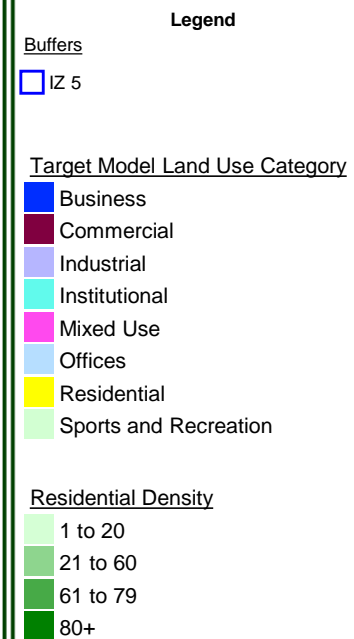 Legend
Buffers
IZ 5
Target Model Land Use Category
Business
Commercial
Industrial
Institutional
Mixed Use
Offices
Residential
Sports and Recreation
Residential Density
1 to 20
21 to 60
61 to 79
80+